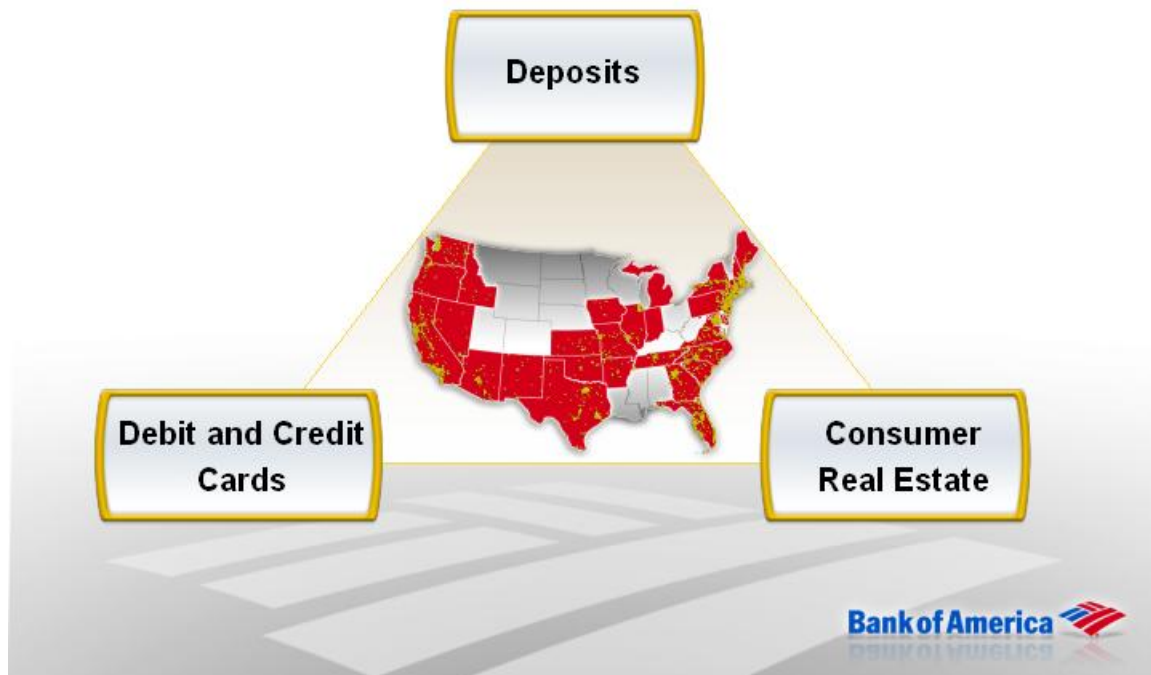 Deposits
Debit and Credit
Cards
Consumer
Real Estate
Bank of America